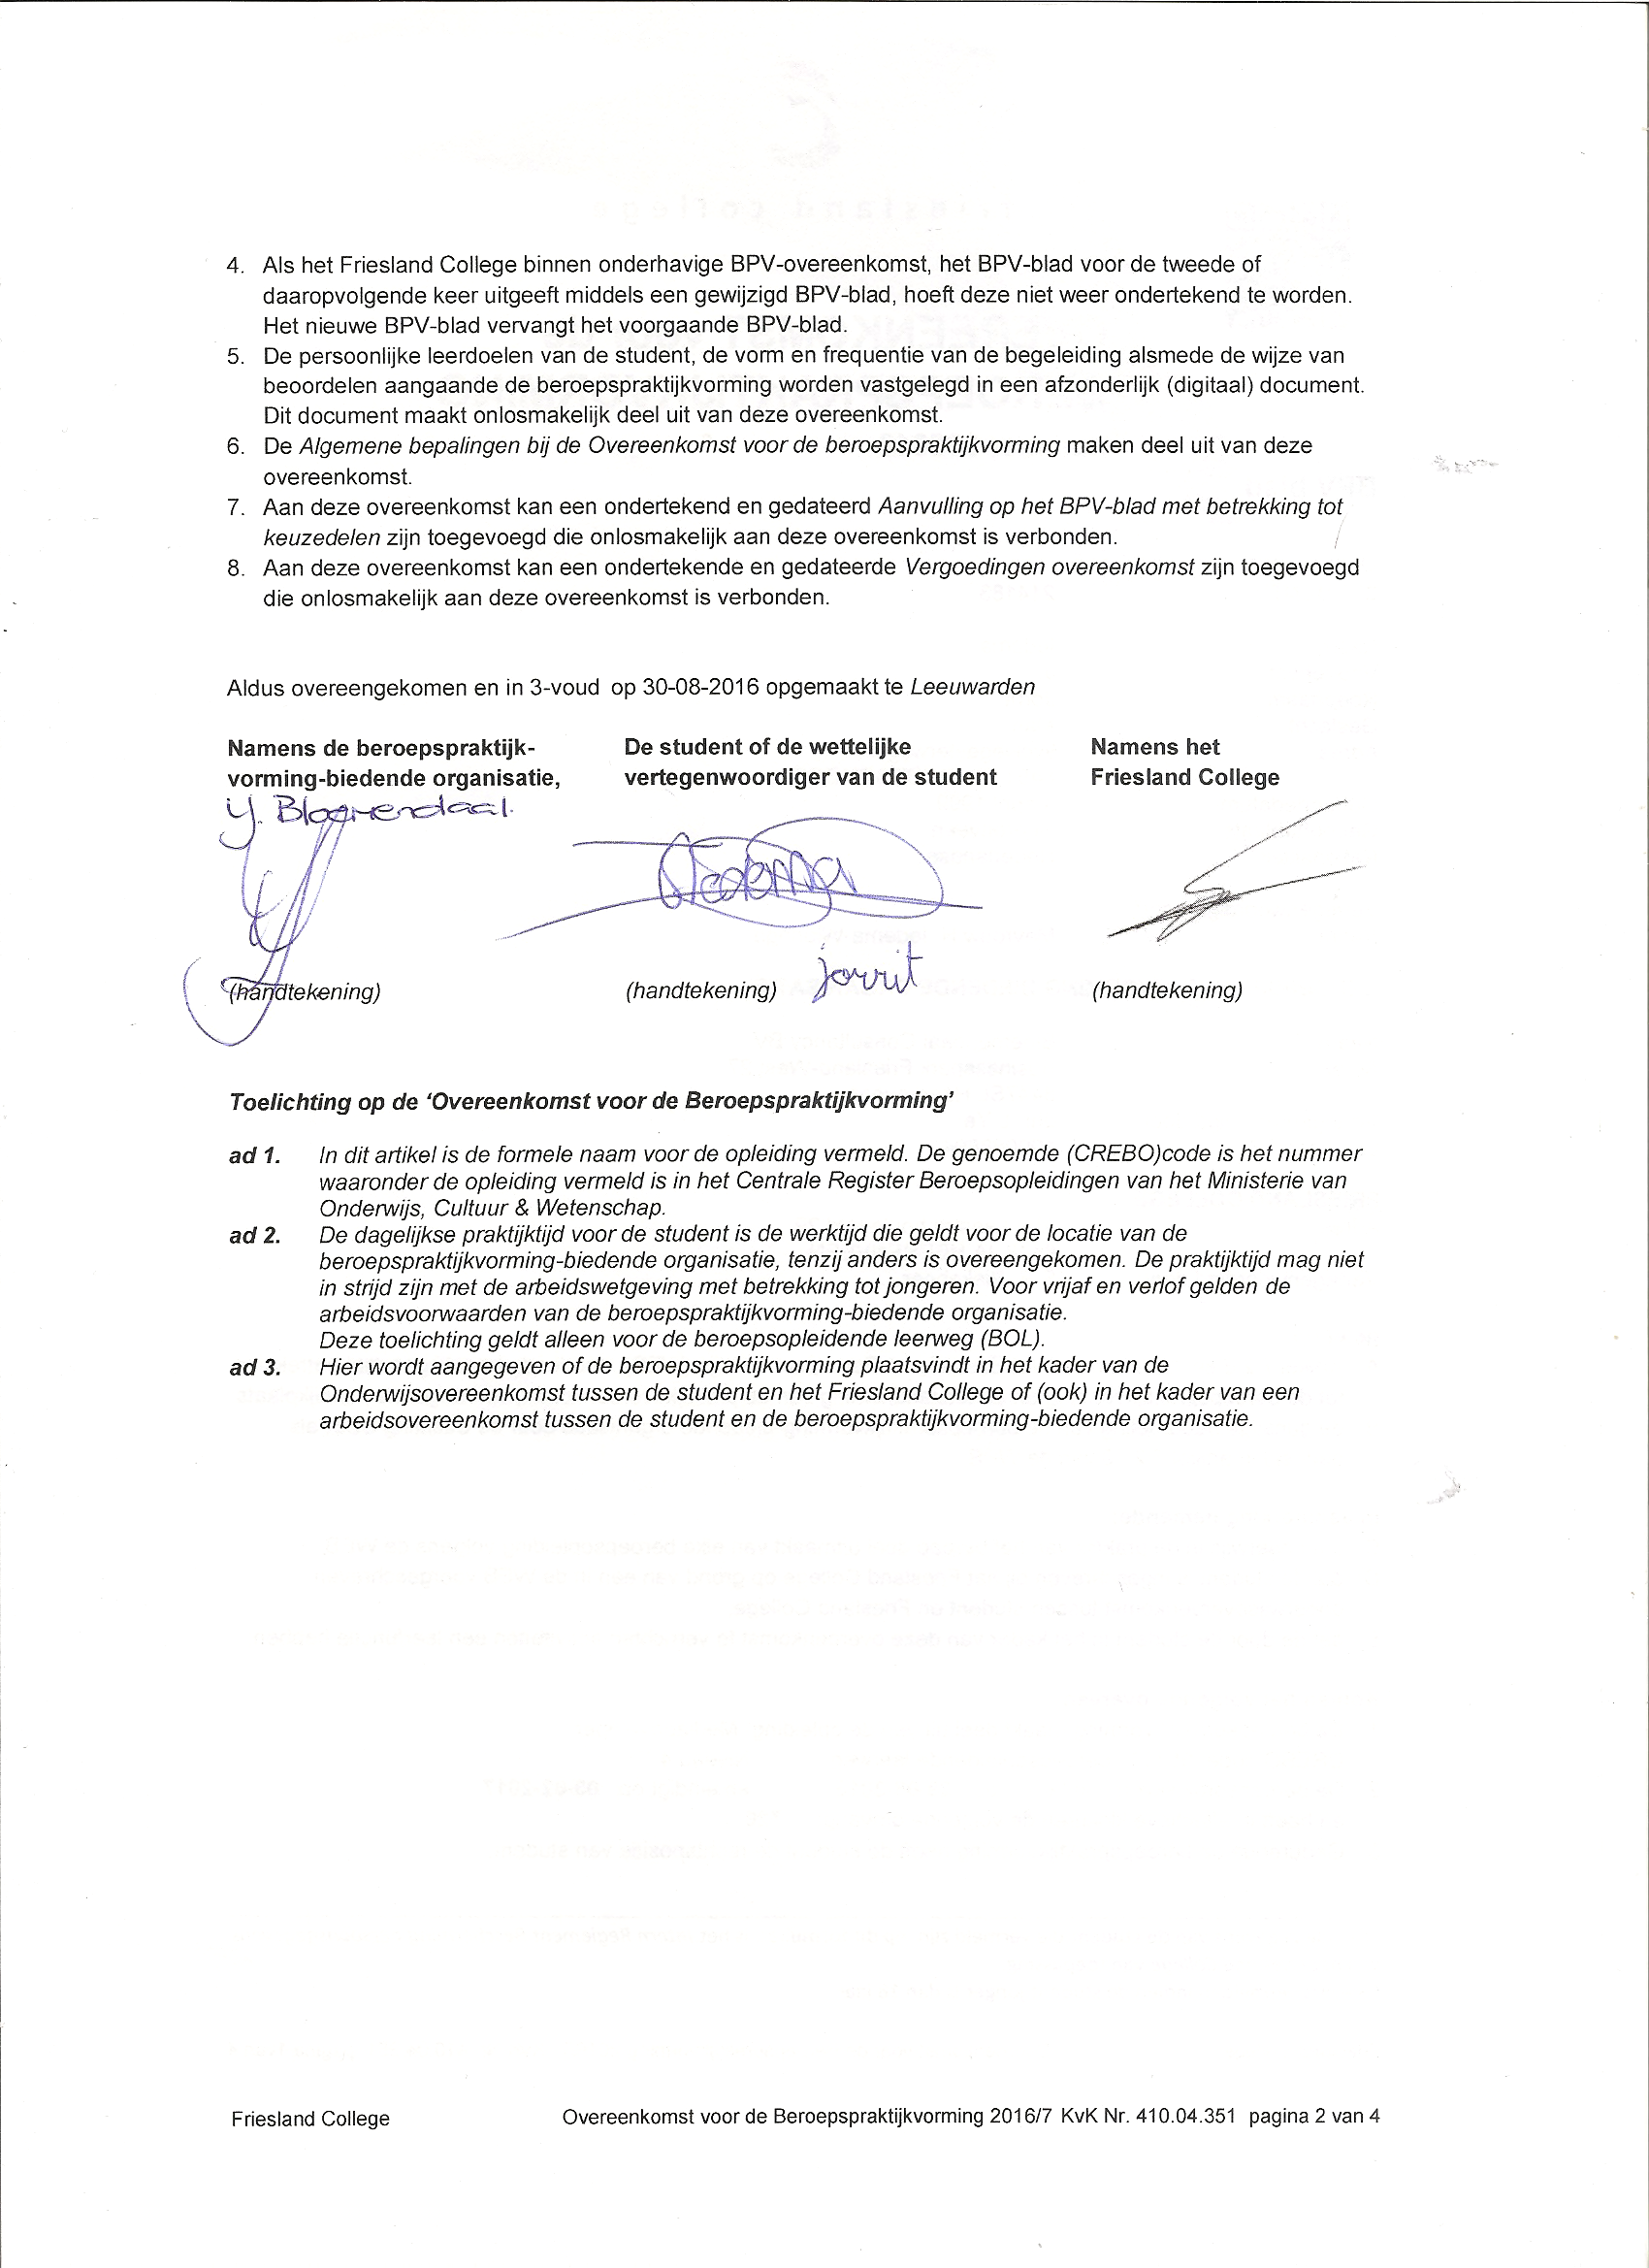 4. Als het Friesland College binnen onderhavige BPV-overeenkomst, het BPV-blad voor de tweede of
daaropvolgende keer uitgeeft middels een gewijzigd BPV-blad, hoeft deze niet weer ondertekend te worden.
Het nieuwe BPV-blad vervangt het voorgaande BPV-blad.
5. De persoonlijke leerdoelen van de student, de vorm en frequentie van de begeleiding alsmede de wijze van
beoordelen aangaande de beroepspraktijkvorming worden vastgelegd in een afzonderlijk (digitaal) document.
Dit document maakt onlosmakelijk deel uit van deze overeenkomst.
6. De Algemene bepalingen bij de Overeenkomst voor de beroepspraktijkvorming maken deel uit van deze
overeenkomst.
7. Aan deze overeenkomst kan een ondertekend en gedateerd Aanvulling op het BPV-blad met betrekking tot
keuzedelen zijn toegevoegd die onlosmakelijk aan deze overeenkomst is verbonden.
8. Aan deze overeenkomst kan een ondertekende en gedateerde Vergoedingen overeenkomst zijn toegevoegd
die onlosmakelijk aan deze overeenkomst is verbonden.
Aldus overeengekomen en in 3-voud op 30-08-2016 opgemaakt te Leeuwarden
Namens de beroepspraktijk-
vorming-biedende organisatie,
Y. Bloemendaal.
(handtekening)
De student of de wettelijke
vertegenwoordiger van de student
(handtekening) jorrit
Namens het
Friesland College
(handtekening)
Toelichting op de ‘Overeenkomst voor de Beroepspraktijkvorming’
ad 1. In dit artikel is de formele naam voor de opleiding vermeld. De genoemde (CREBO)code is het nummer
waaronder de opleiding vermeld is in het Centrale Register Beroepsopleidingen van het Ministerie van
Onderwijs, Cultuur & Wetenschap.
ad 2. De dagelijkse praktijktijd voor de student is de werktijd die geldt voor de locatie van de
beroepspraktijkvorming-biedende organisatie, tenzij anders is overeengekomen. De praktijktijd mag niet
in strijd zijn met de arbeidswetgeving met betrekking tot jongeren. Voor vrijaf en verlof gelden de
arbeidsvoorwaarden van de beroepspraktijkvorming-biedende organisatie.
Deze toelichting geldt alleen voor de beroepsopleidende leerweg (BOL).
ad 3. Hier wordt aangegeven of de beroepspraktijkvorming plaatsvindt in het kader van de
Onderwijsovereenkomst tussen de student en het Friesland College of (ook) in het kader van een
arbeidsovereenkomst tussen de student en de beroepspraktijkvorming-biedende organisatie.
Friesland College Overeenkomst voor de Beroepspraktijkvorming 2016/7 KvK Nr. 410.04.351 pagina 2 van 4